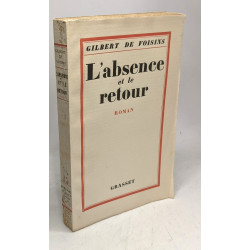 GILBERT DE VOISINS
L'absence
et le
retour
ROMAN
GRASSET